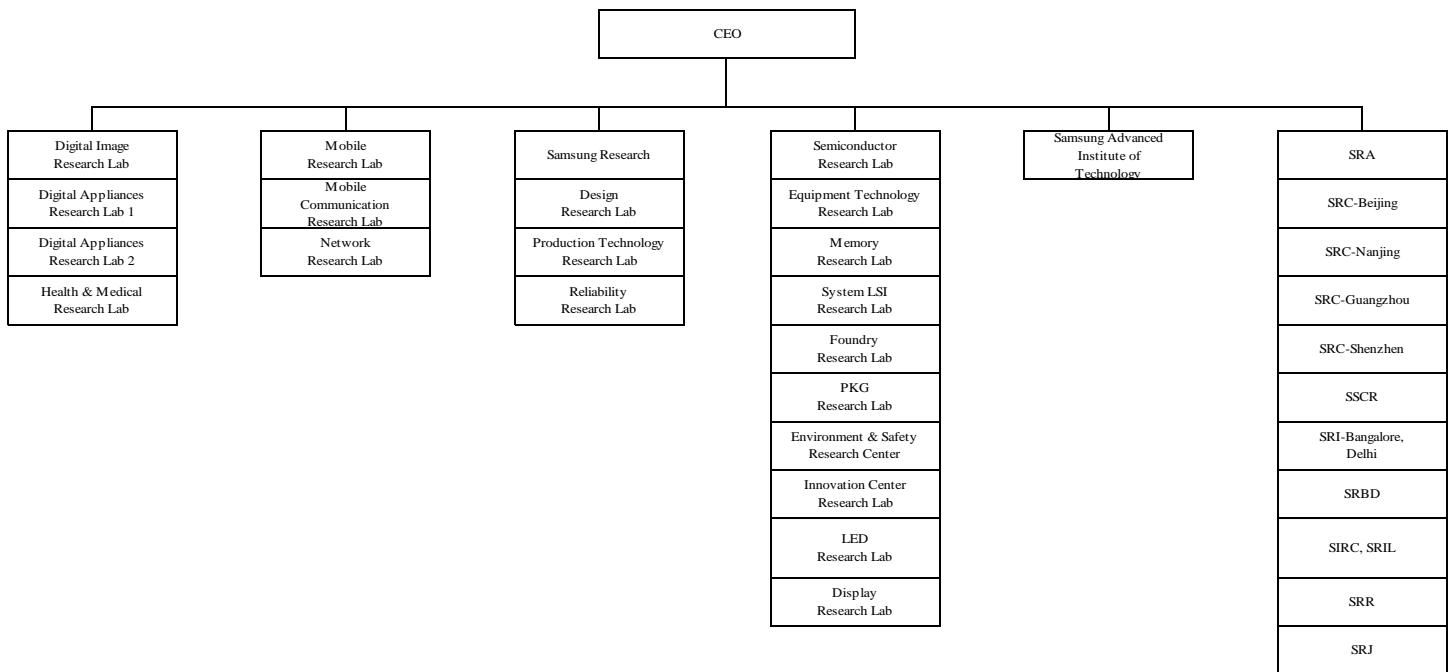 CEO
Digital Image
Research Lab
Digital Appliances
Research Lab 1
Digital Appliances
Research Lab 2
Health & Medical
Research Lab
Mobile
Research Lab
Mobile
Communication
Research Lab
Network
Research Lab
Samsung Research
Design
Research Lab
Production Technology
Research Lab
Reliability
Research Lab
Semiconductor
Research Lab
Equipment Technology
Research Lab
Memory
Research Lab
System LSI
Research Lab
Foundry
Research Lab
PKG
Research Lab
Environment & Safety
Research Center
Innovation Center
Research Lab
LED
Research Lab
Display
Research Lab
Samsung Advanced
Institute of
Technology
SRA
SRC-Beijing
SRC-Nanjing
SRC-Guangzhou
SRC-Shenzhen
SSCR
SRI-Bangalore,
Delhi
SRBD
SIRC, SRIL
SRR
SRJ